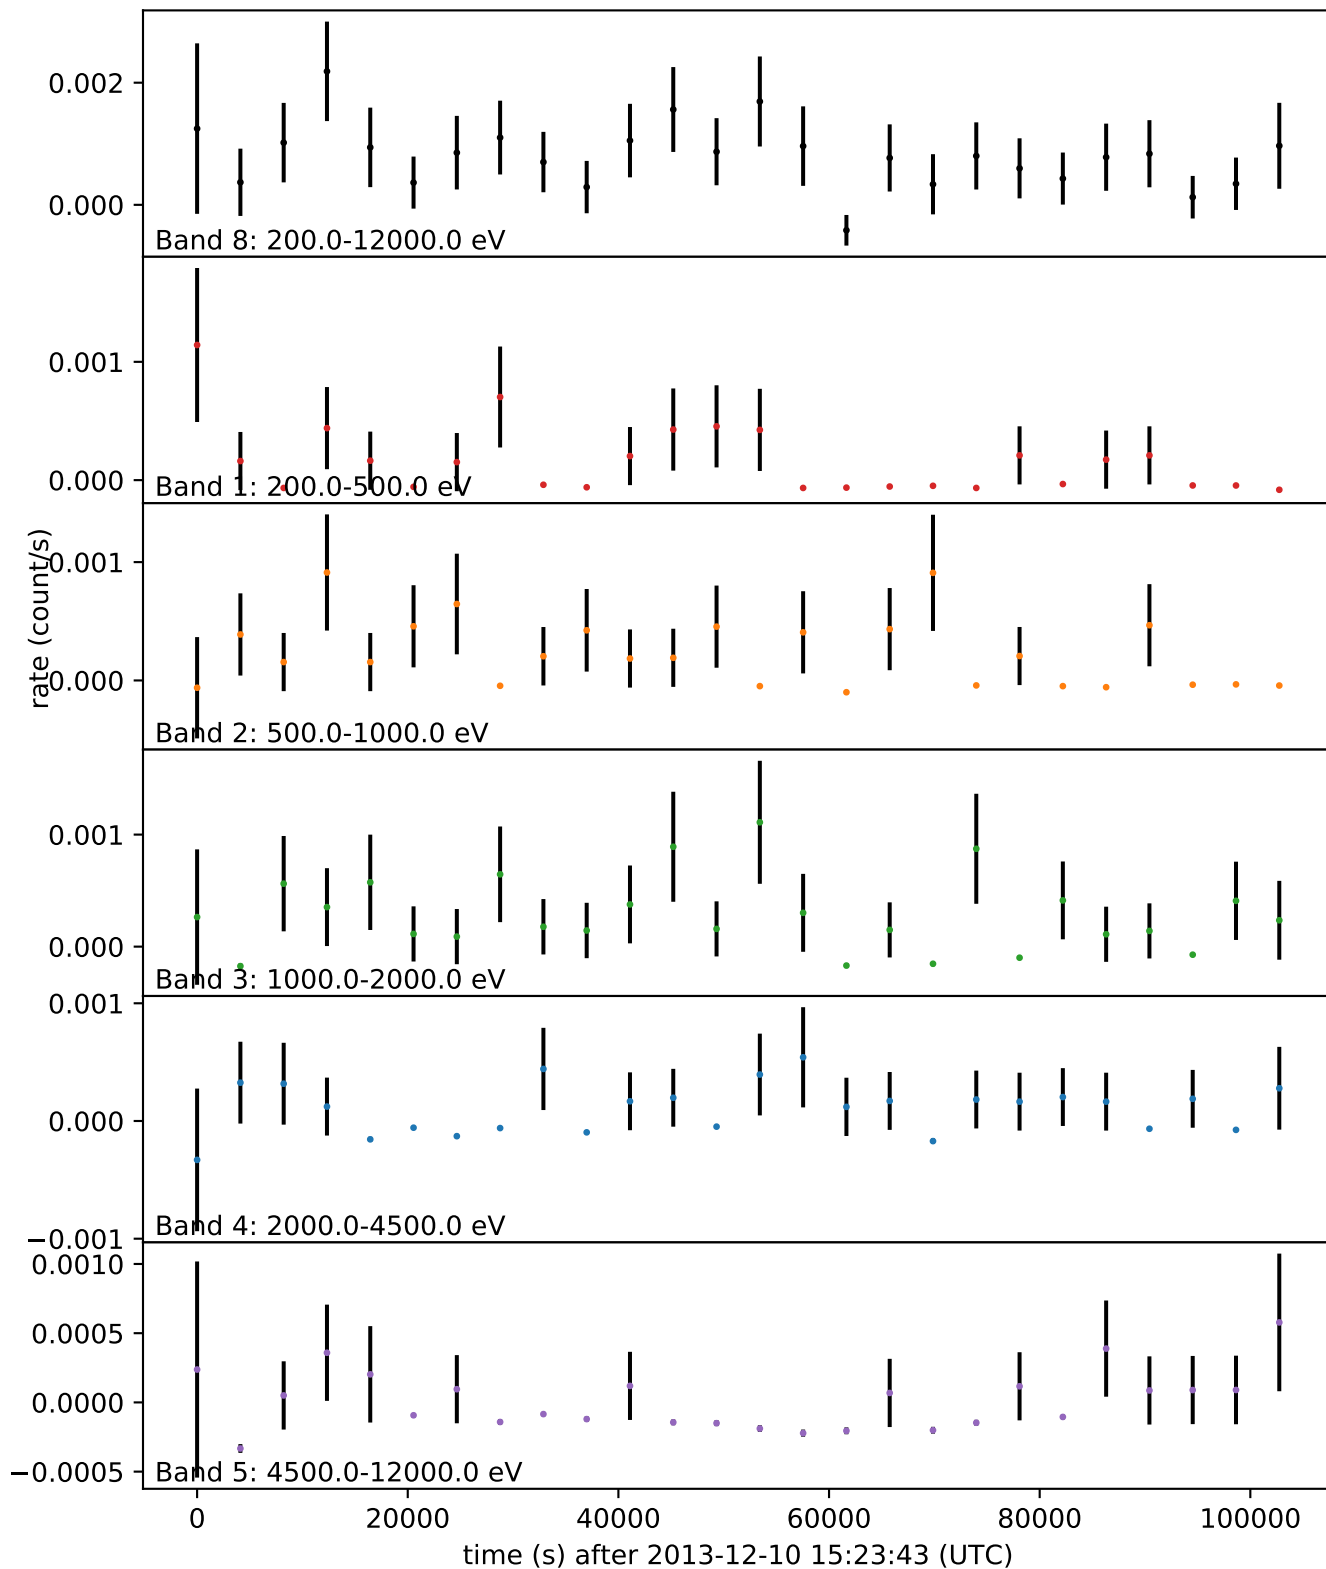 0.002
0.000
Band 8: 200.0-12000.0 eV
0.001
0.000
Band 1: 200.0-500.0 eV
rate (count/s)
0.001
0.000
Band 2: 500.0-1000.0 eV
0.001
0.000
Band 3: 1000.0-2000.0 eV
0.001
0.000
−0.001
Band 4: 2000.0-4500.0 eV
0.0010
0.0005
0.0000
−0.0005
Band 5: 4500.0-12000.0 eV
0 20000 40000 60000 80000 100000
time (s) after 2013-12-10 15:23:43 (UTC)